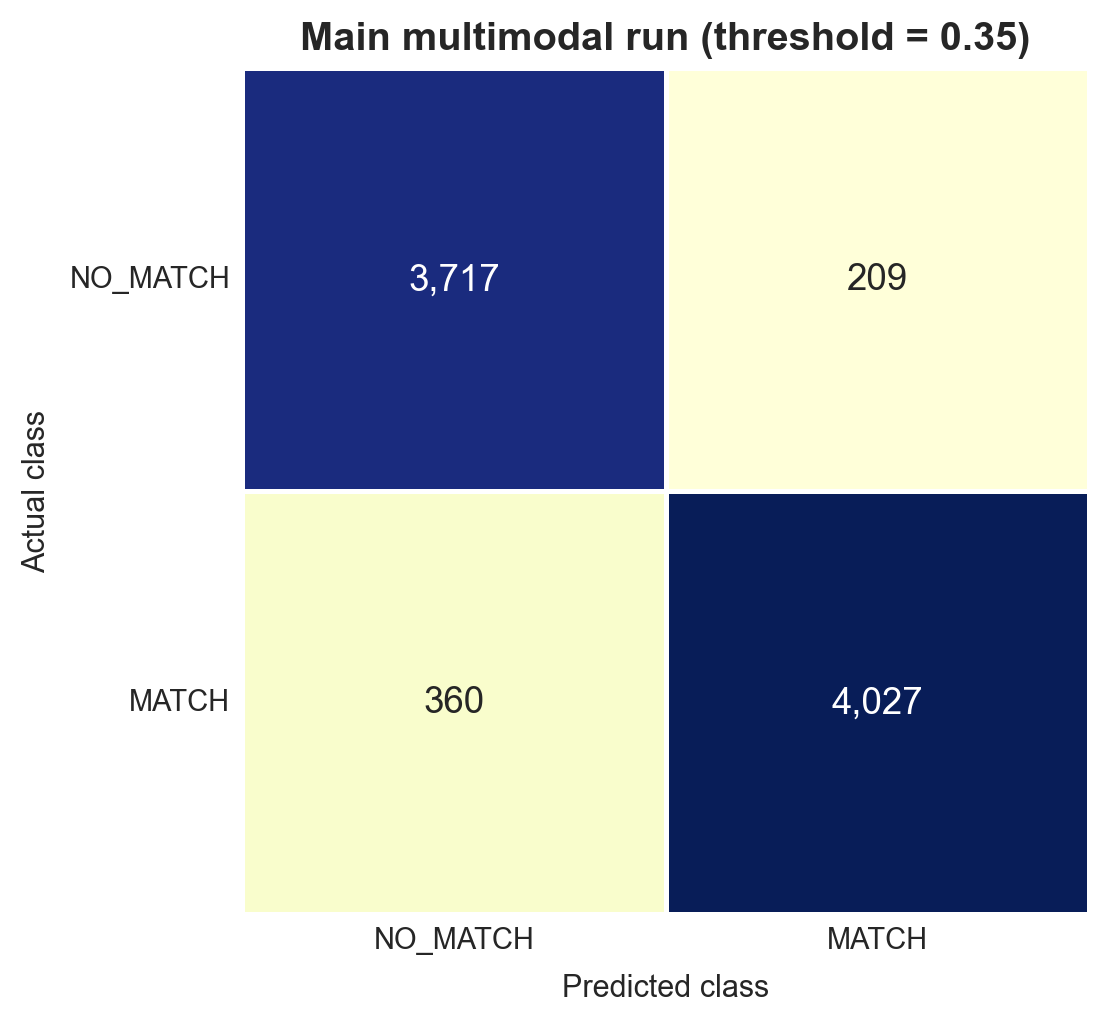 Main multimodal run (threshold = 0.35)
NO_MATCH
3,717
209
Actual class
MATCH
360
4,027
NO_MATCH
MATCH
Predicted class